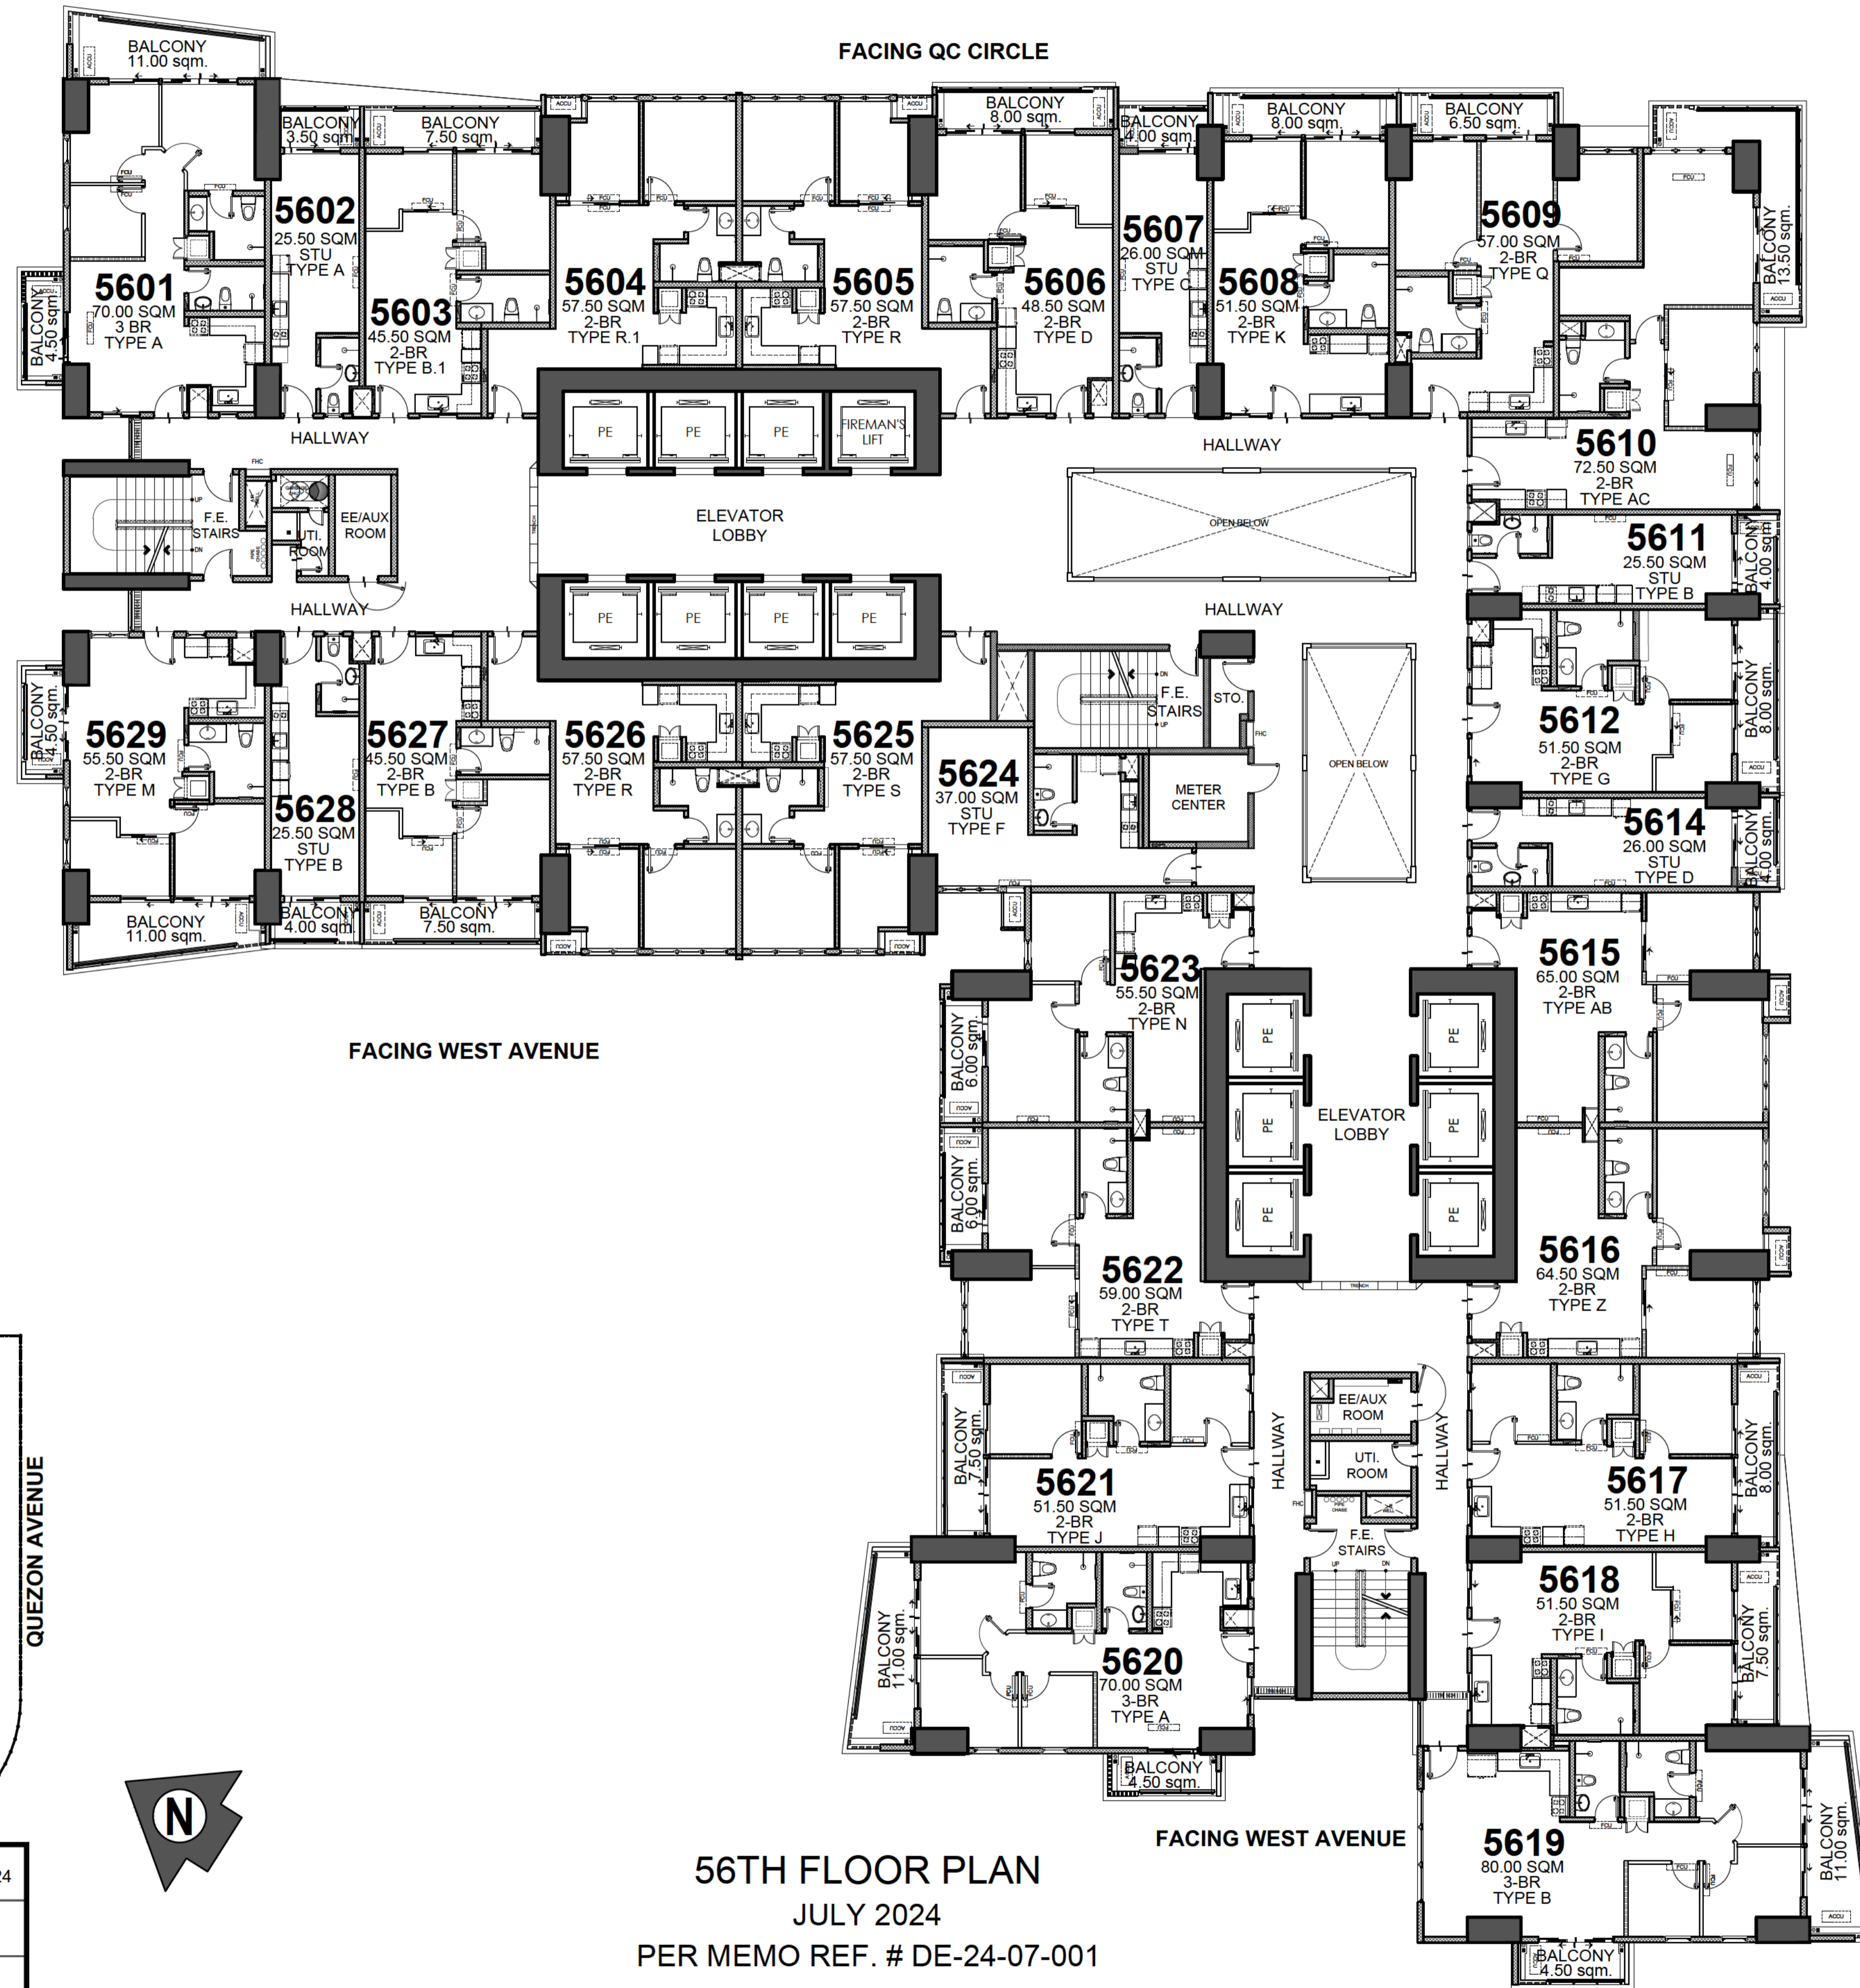 FACING QC CIRCLE
BALCONY
11.00 sqm.
BALCONY
3.50 sqm.
BALCONY
7.50 sqm.
BALCONY
8.00 sqm.
BALCONY
4.00 sqm.
BALCONY
8.00 sqm.
BALCONY
6.50 sqm.
BALCONY
13.50 sqm.
BALCONY
4.50 sqm.
5601
70.00 SQM
3 BR
TYPE A
5602
25.50 SQM
STU
TYPE A
5603
45.50 SQM
2-BR
TYPE B.1
5604
57.50 SQM
2-BR
TYPE R.1
5605
57.50 SQM
2-BR
TYPE R
5606
48.50 SQM
2-BR
TYPE D
5607
26.00 SQM
STU
TYPE C
5608
51.50 SQM
2-BR
TYPE K
5609
57.00 SQM
2-BR
TYPE Q
5610
72.50 SQM
2-BR
TYPE AC
HALLWAY
PE
PE
PE
FIREMAN'S
LIFT
HALLWAY
FHC
F.E.
STAIRS
UP
DN
UTI.
ROOM
EE/AUX
ROOM
TRENCH
ELEVATOR
LOBBY
OPEN BELOW
5611
25.50 SQM
STU
TYPE B
BALCONY
4.00 sqm.
HALLWAY
PE
PE
PE
PE
HALLWAY
5612
51.50 SQM
2-BR
TYPE G
BALCONY
8.00 sqm.
F.E.
STAIRS
DN
UP
STO.
FHC
OPEN BELOW
METER
CENTER
BALCONY
4.50 sqm.
5629
55.50 SQM
2-BR
TYPE M
5628
25.50 SQM
STU
TYPE B
5627
45.50 SQM
2-BR
TYPE B
5626
57.50 SQM
2-BR
TYPE R
5625
57.50 SQM
2-BR
TYPE S
5624
37.00 SQM
STU
TYPE F
5614
26.00 SQM
STU
TYPE D
BALCONY
4.00 sqm.
BALCONY
11.00 sqm.
BALCONY
4.00 sqm.
BALCONY
7.50 sqm.
5623
55.50 SQM
2-BR
TYPE N
5615
65.00 SQM
2-BR
TYPE AB
FACING WEST AVENUE
BALCONY
6.00 sqm.
BALCONY
6.00 sqm.
PE
PE
PE
ELEVATOR
LOBBY
PE
PE
PE
5622
59.00 SQM
2-BR
TYPE T
5616
64.50 SQM
2-BR
TYPE Z
TRENCH
BALCONY
7.50 sqm.
5621
51.50 SQM
2-BR
TYPE J
HALLWAY
EE/AUX
ROOM
UTI.
ROOM
HALLWAY
FHC
PIPE
CHASE
F.E.
STAIRS
UP
DN
5617
51.50 SQM
2-BR
TYPE H
BALCONY
8.00 sqm.
QUEZON AVENUE
BALCONY
11.00 sqm.
5620
70.00 SQM
3-BR
TYPE A
BALCONY
4.50 sqm.
5618
51.50 SQM
2-BR
TYPE I
BALCONY
7.50 sqm.
N
FACING WEST AVENUE
5619
80.00 SQM
3-BR
TYPE B
BALCONY
11.00 sqm.
BALCONY
4.50 sqm.
24
56TH FLOOR PLAN
JULY 2024
PER MEMO REF. # DE-24-07-001